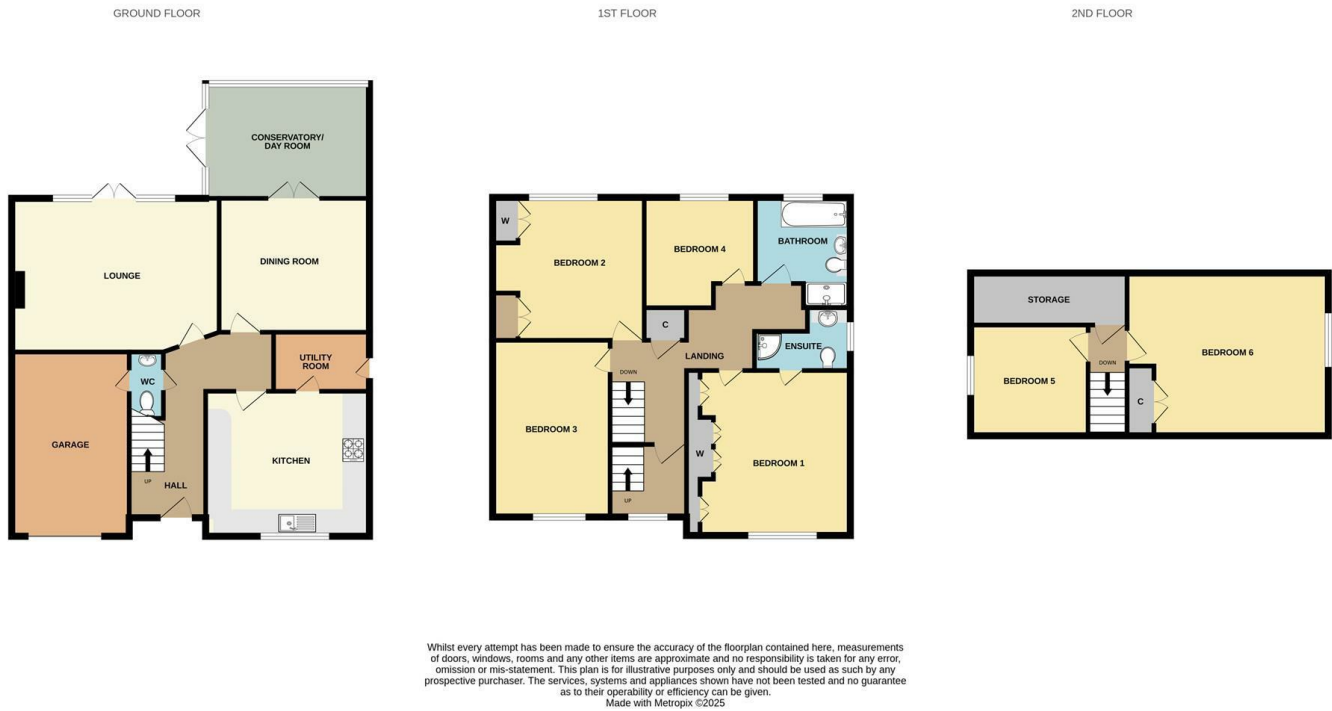 GROUND FLOOR
1ST FLOOR
2ND FLOOR
CONSERVATORY/
DAY ROOM
LOUNGE
DINING ROOM
UTILITY
ROOM
WC
GARAGE
KITCHEN
UP
HALL
W
BEDROOM 2
BEDROOM 4
BATHROOM
C
ENSUITE
LANDING
DOWN
BEDROOM 3
W
BEDROOM 1
UP
STORAGE
BEDROOM 6
DOWN
BEDROOM 5
C
Whilst every attempt has been made to ensure the accuracy of the floorplan contained here, measurements
of doors, windows, rooms and any other items are approximate and no responsibility is taken for any error,
omission or mis-statement. This plan is for illustrative purposes only and should be used as such by any
prospective purchaser. The services, systems and appliances shown have not been tested and no guarantee
as to their operability or efficiency can be given.
Made with Metropix ©2025